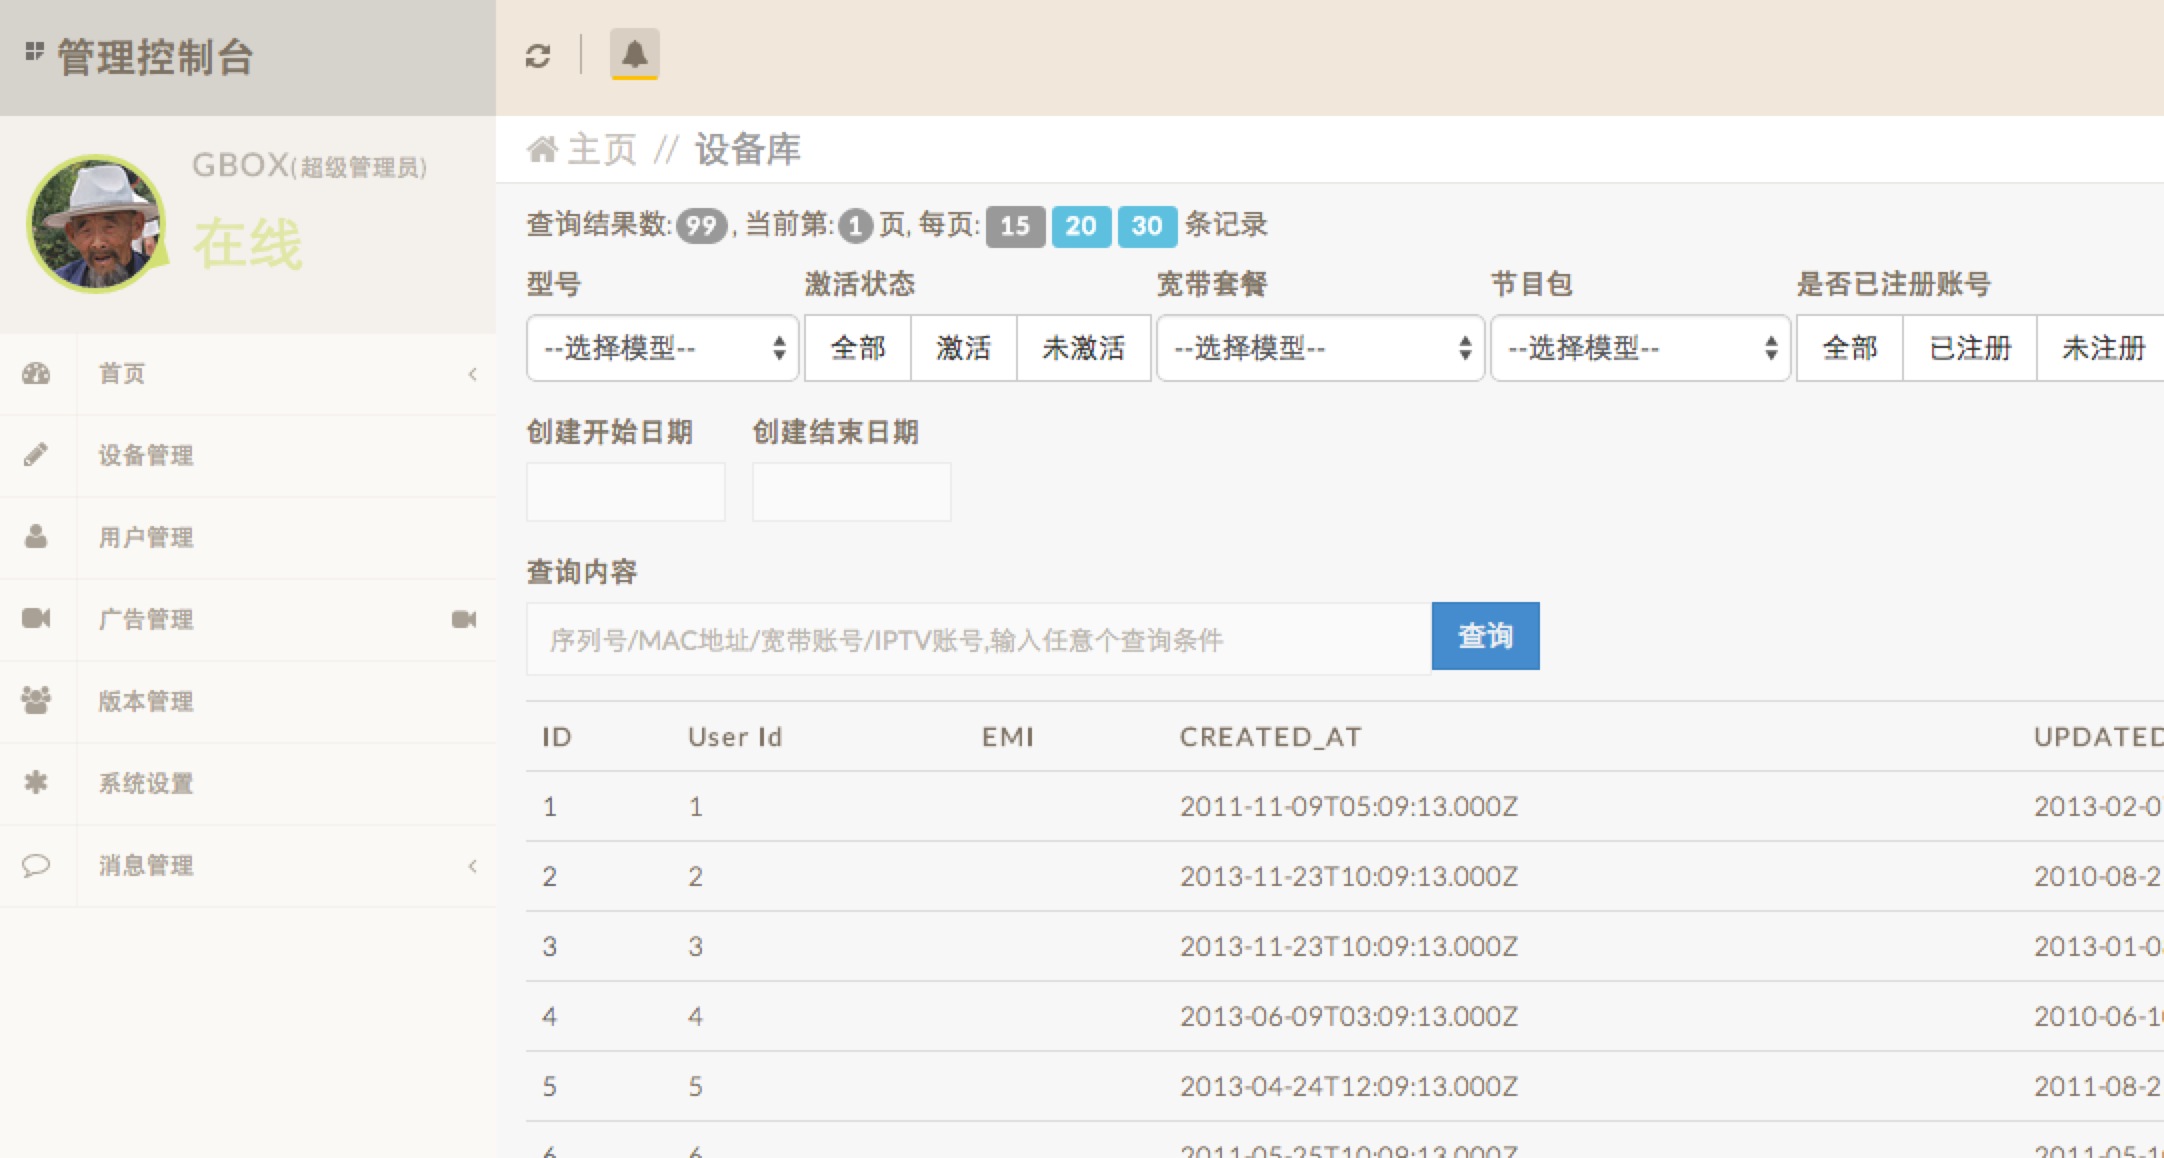 管理控制台
GBOX(超级管理员)
在线
首页
设备管理
用户管理
广告管理
版本管理
系统设置
消息管理
主页 // 设备库
查询结果数: 99 , 当前第: 1 页, 每页: 15 20 30 条记录
型号 激活状态 宽带套餐 节目包 是否已注册账号
--选择模型-- 全部 激活 未激活 --选择模型-- --选择模型-- 全部 已注册 未注册
创建开始日期 创建结束日期
查询内容
序列号/MAC地址/宽带账号/IPTV账号,输入任意个查询条件 查询
ID User Id EMI CREATED_AT UPDATED
1 1 2011-11-09T05:09:13.000Z 2013-02-0
2 2 2013-11-23T10:09:13.000Z 2010-08-2
3 3 2013-11-23T10:09:13.000Z 2013-01-0
4 4 2013-06-09T03:09:13.000Z 2010-06-1
5 5 2013-04-24T12:09:13.000Z 2011-08-2
6 6 2011-05-25T10:09:13.000Z 2011-05-1